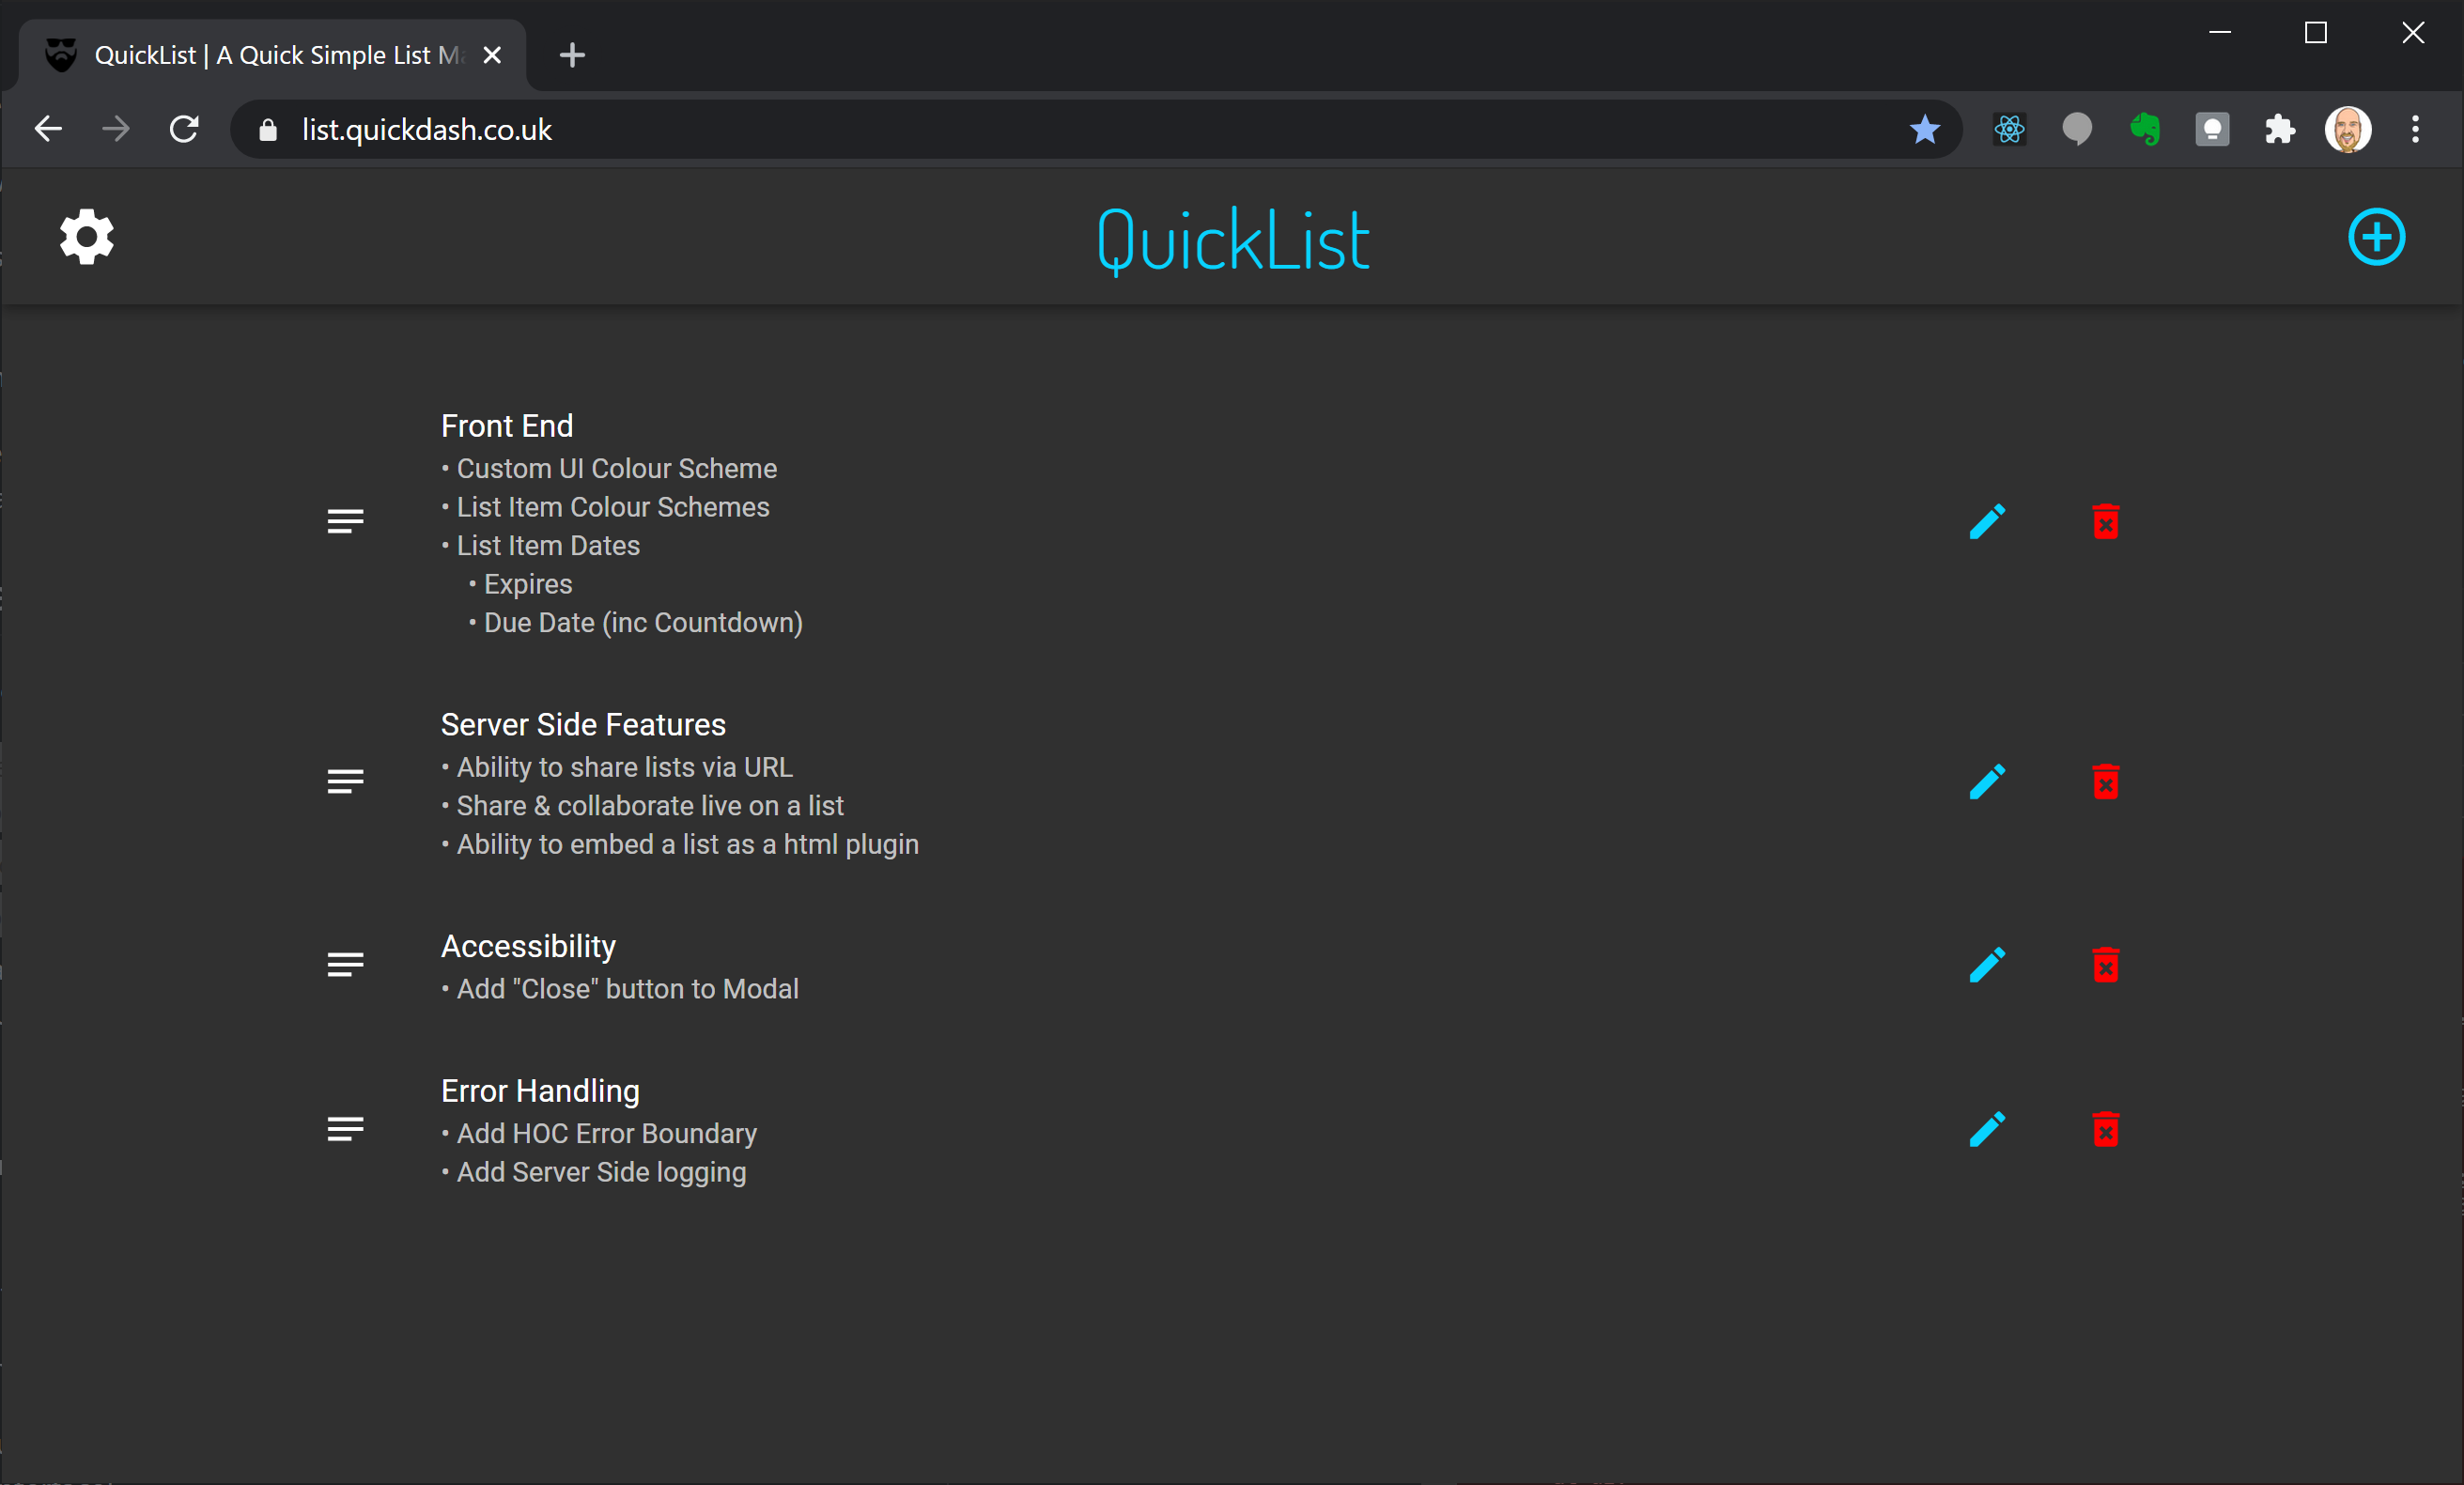 QuickList | A Quick Simple List Ma
list.quickdash.co.uk
QuickList
Front End
• Custom UI Colour Scheme
• List Item Colour Schemes
• List Item Dates
• Expires
• Due Date (inc Countdown)
Server Side Features
• Ability to share lists via URL
• Share & collaborate live on a list
• Ability to embed a list as a html plugin
Accessibility
• Add "Close" button to Modal
Error Handling
• Add HOC Error Boundary
• Add Server Side logging